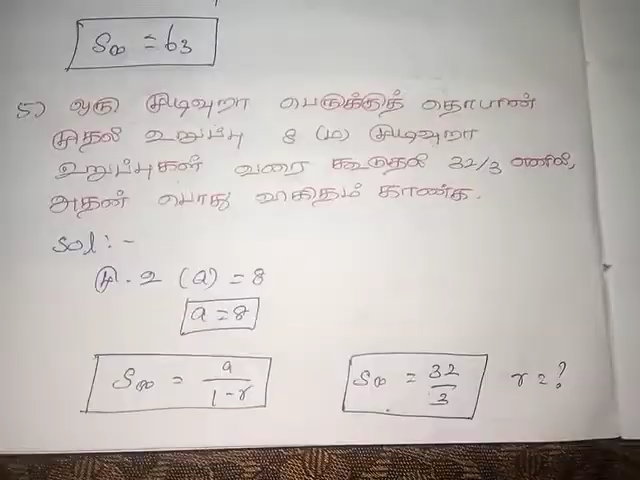 S∞ = 63
5) ஒரு முடிவுறா பெருக்குத் தொடரின்
முதல் உறுப்பு 8 (ம) முடிவுறா
உறுப்புகள் வரை கூடுதல் 32/3 எனில்,
அதன் பொது விகிதம் காண்க.
Sol :-
மு. உ (a) = 8
a = 8
S∞ = a/1-r S∞ = 32/3 r = ?